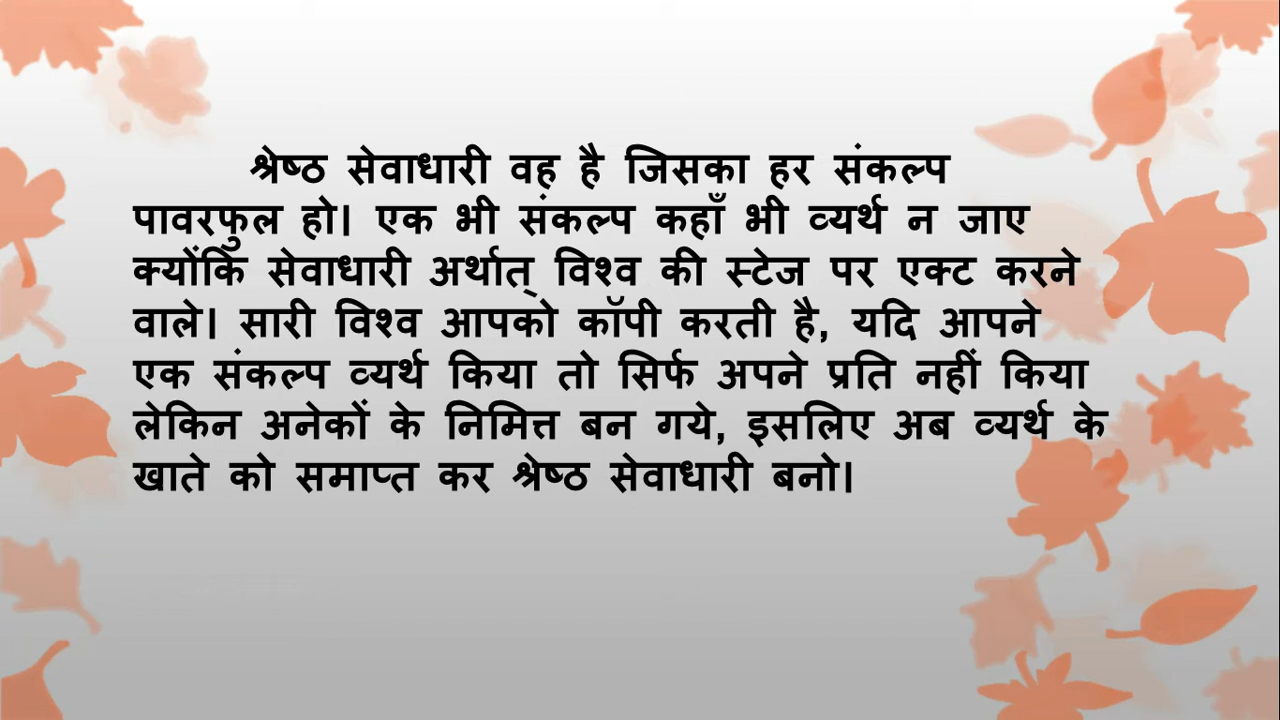 श्रेष्ठ सेवाधारी वह है जिसका हर संकल्प
पावरफुल हो। एक भी संकल्प कहाँ भी व्यर्थ न जाए
क्योंकि सेवाधारी अर्थात् विश्व की स्टेज पर एक्ट करने
वाले। सारी विश्व आपको कॉपी करती है, यदि आपने
एक संकल्प व्यर्थ किया तो सिर्फ अपने प्रति नहीं किया
लेकिन अनेकों के निमित्त बन गये, इसलिए अब व्यर्थ के
खाते को समाप्त कर श्रेष्ठ सेवाधारी बनो।